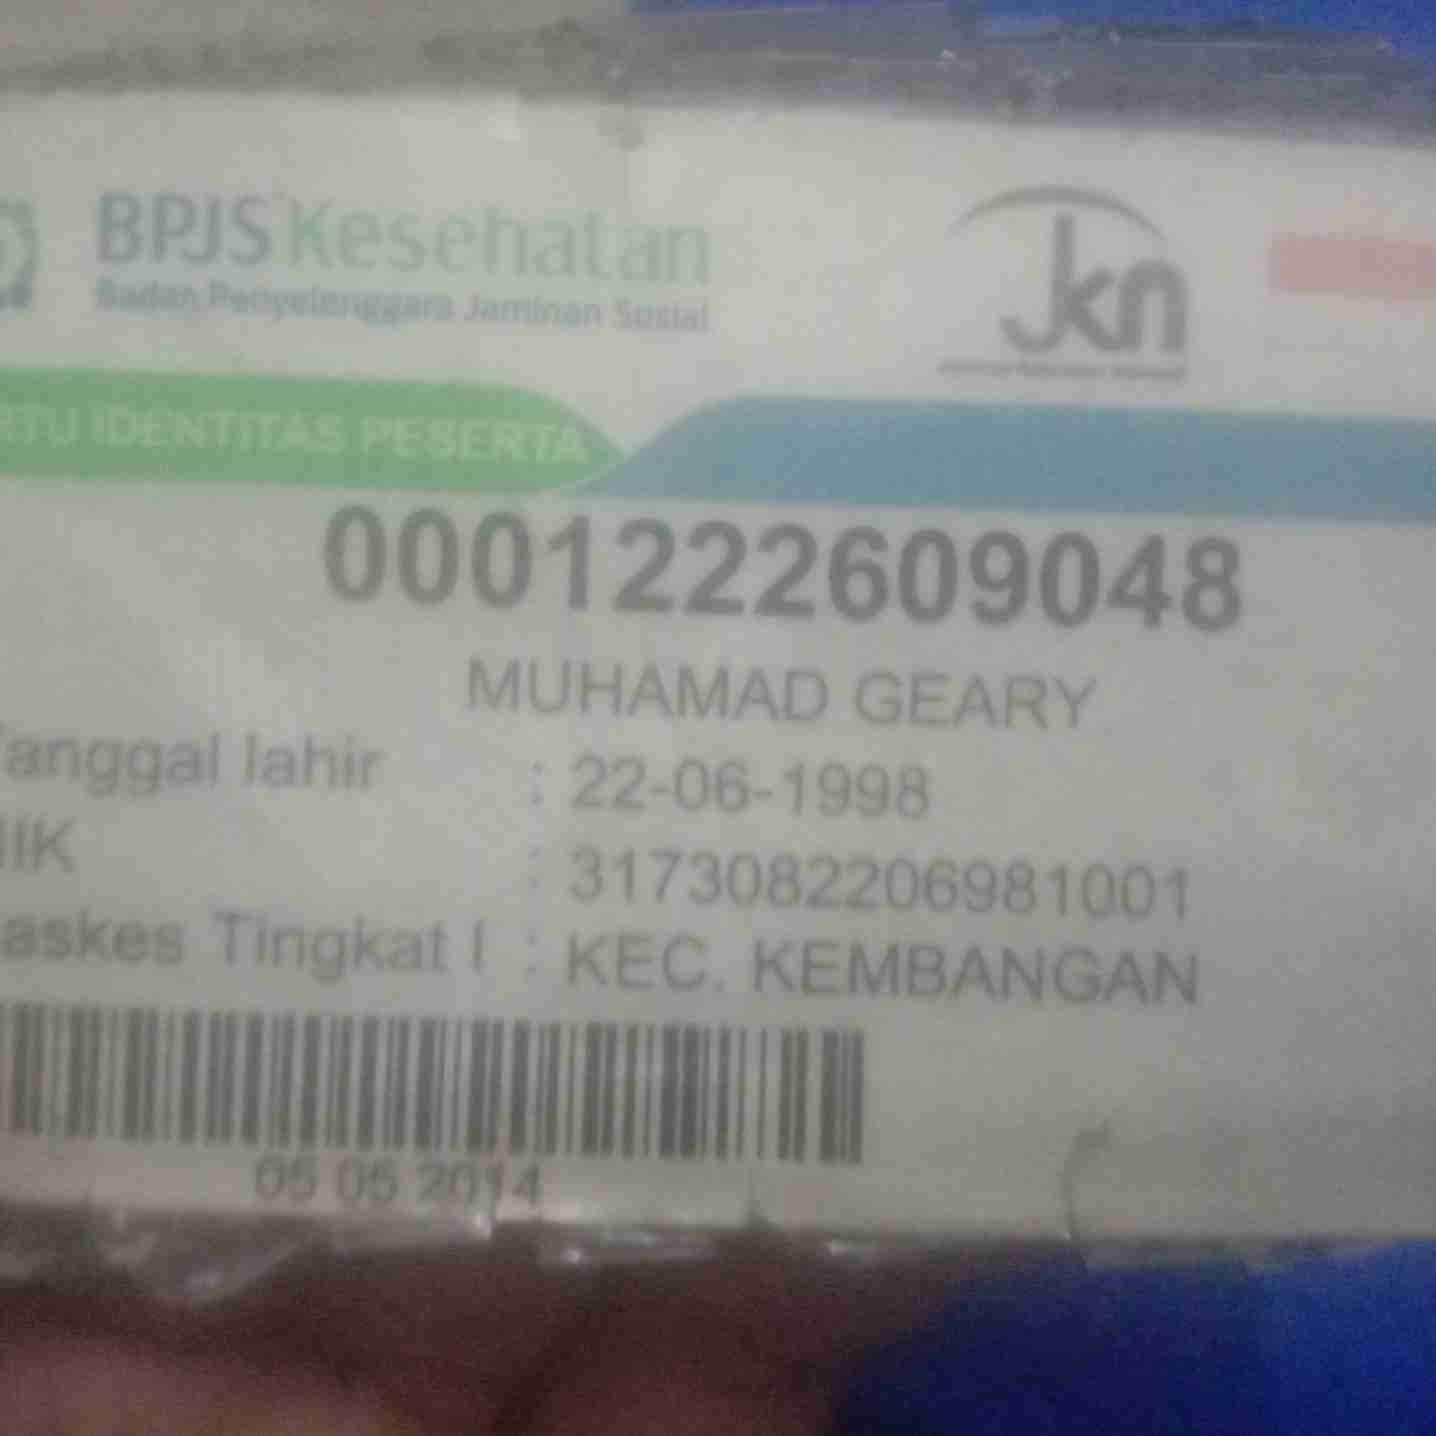 BPJS Kesehatan
Badan Penyelenggara Jaminan Sosial
jkn
RTU IDENTITAS PESERTA
0001222609048
MUHAMAD GEARY
Tanggal lahir : 22-06-1998
NIK : 3173082206981001
askes Tingkat I : KEC. KEMBANGAN
05 05 2014